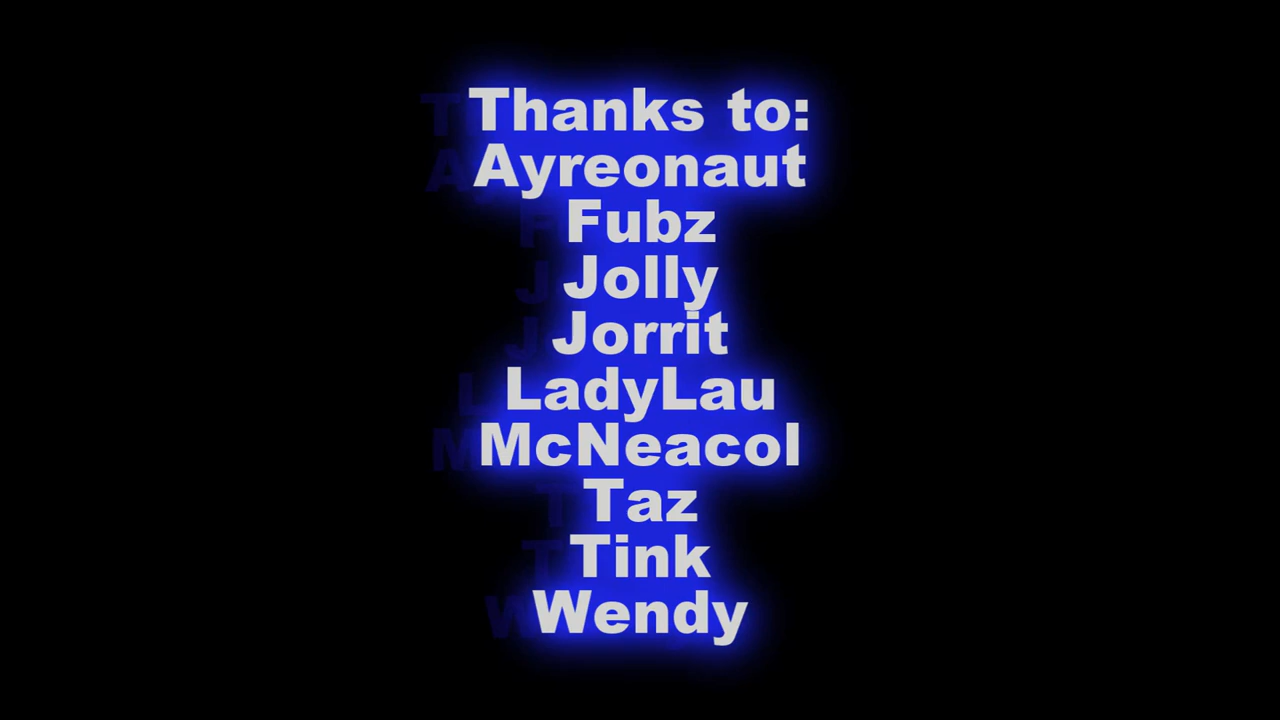 Thanks to:
Ayreonaut
Fubz
Jolly
Jorrit
LadyLau
McNeacol
Taz
Tink
Wendy